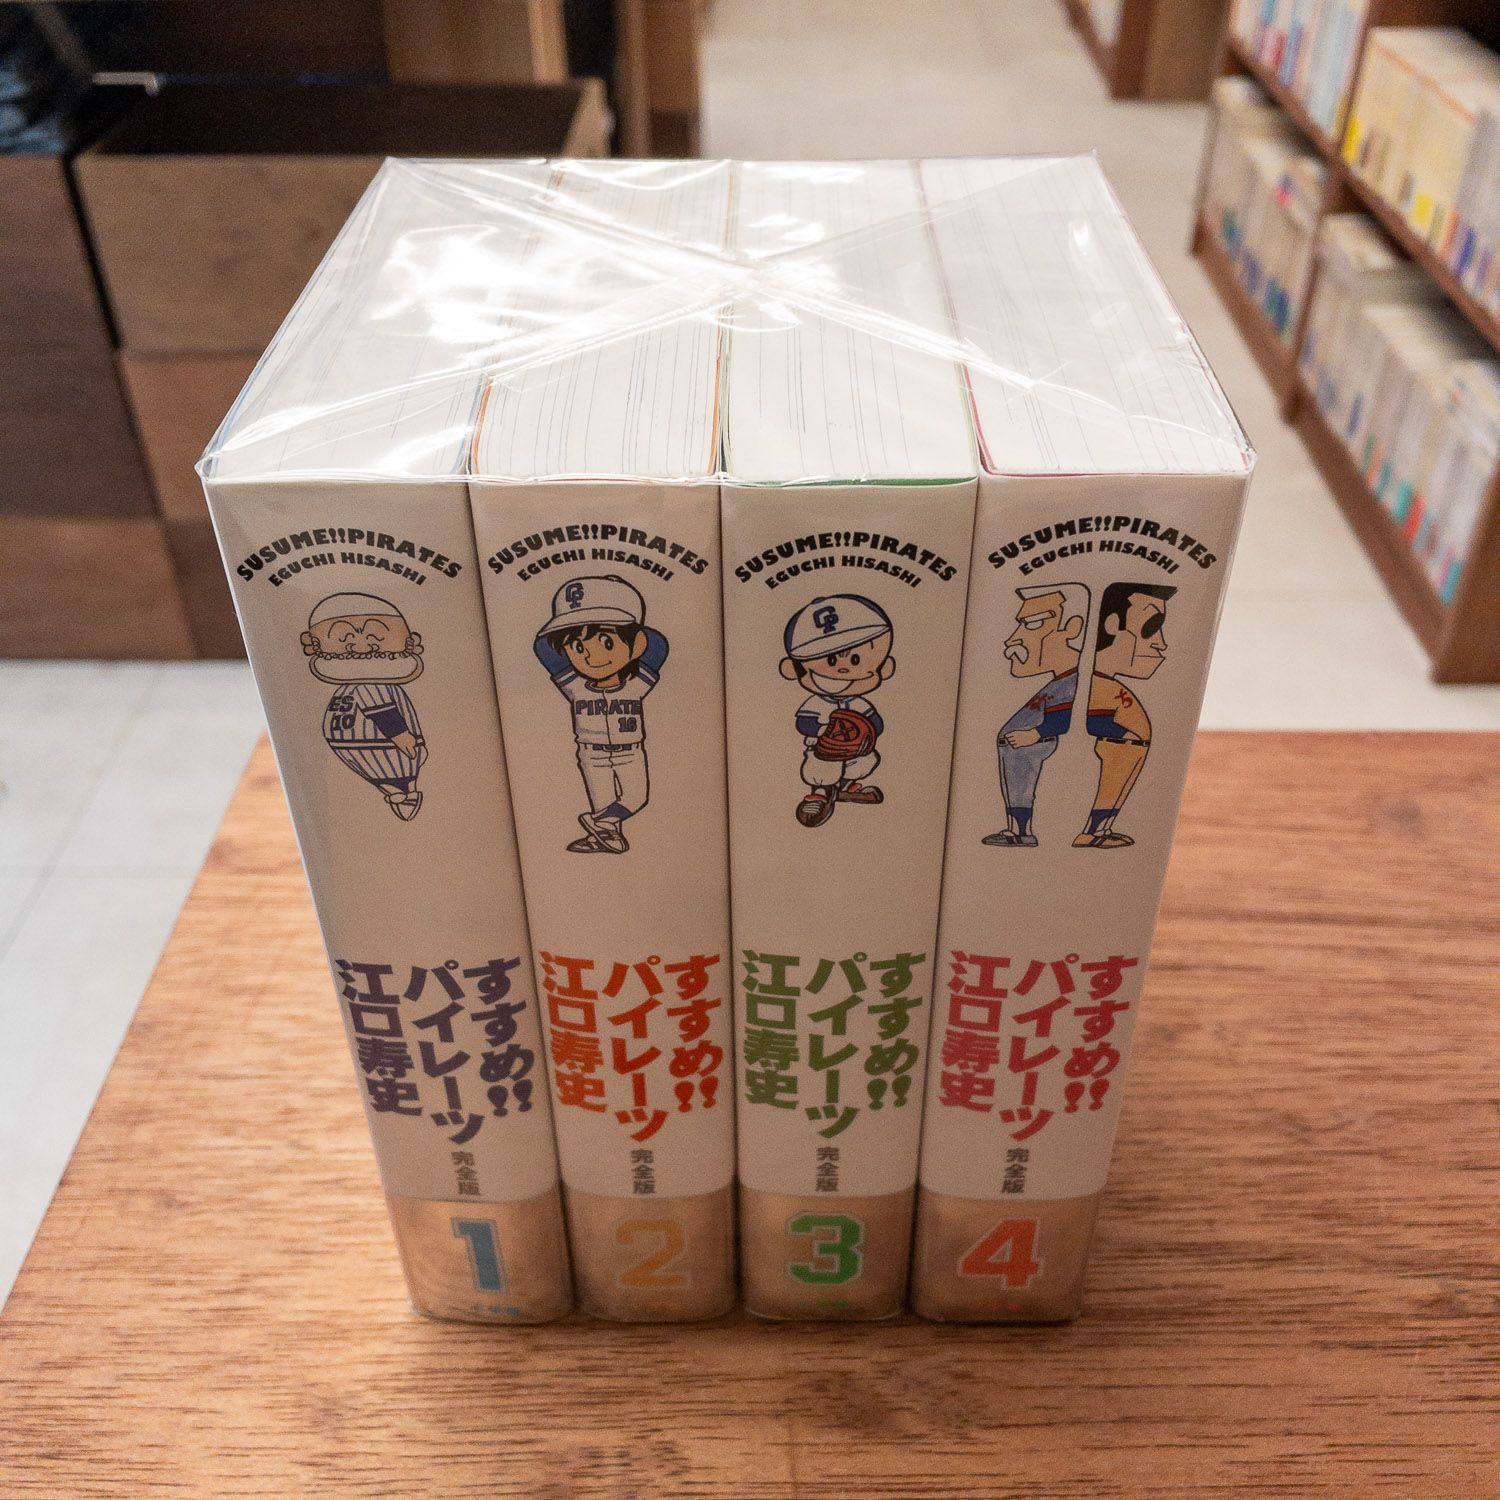 SUSUME!!PIRATES
EGUCHI HISASHI
ES
10
すすめ!!
パイレーツ
江口寿史
完全版
1
SUSUME!!PIRATES
EGUCHI HISASHI
CP
PIRATE
16
すすめ!!
パイレーツ
江口寿史
完全版
2
SUSUME!!PIRATES
EGUCHI HISASHI
CP
すすめ!!
パイレーツ
江口寿史
完全版
3
SUSUME!!PIRATES
EGUCHI HISASHI
すすめ!!
パイレーツ
江口寿史
完全版
4